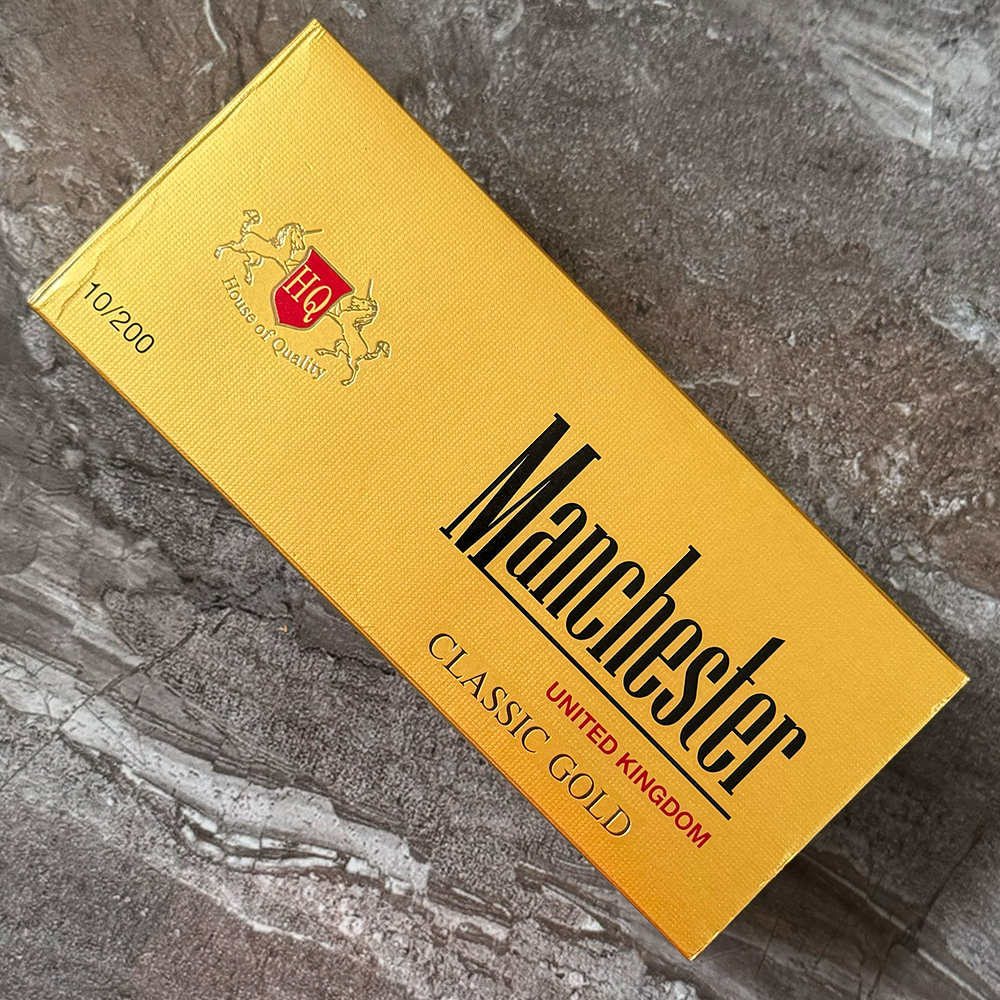 HQ
House of Quality
10/200
Manchester
UNITED KINGDOM
CLASSIC GOLD